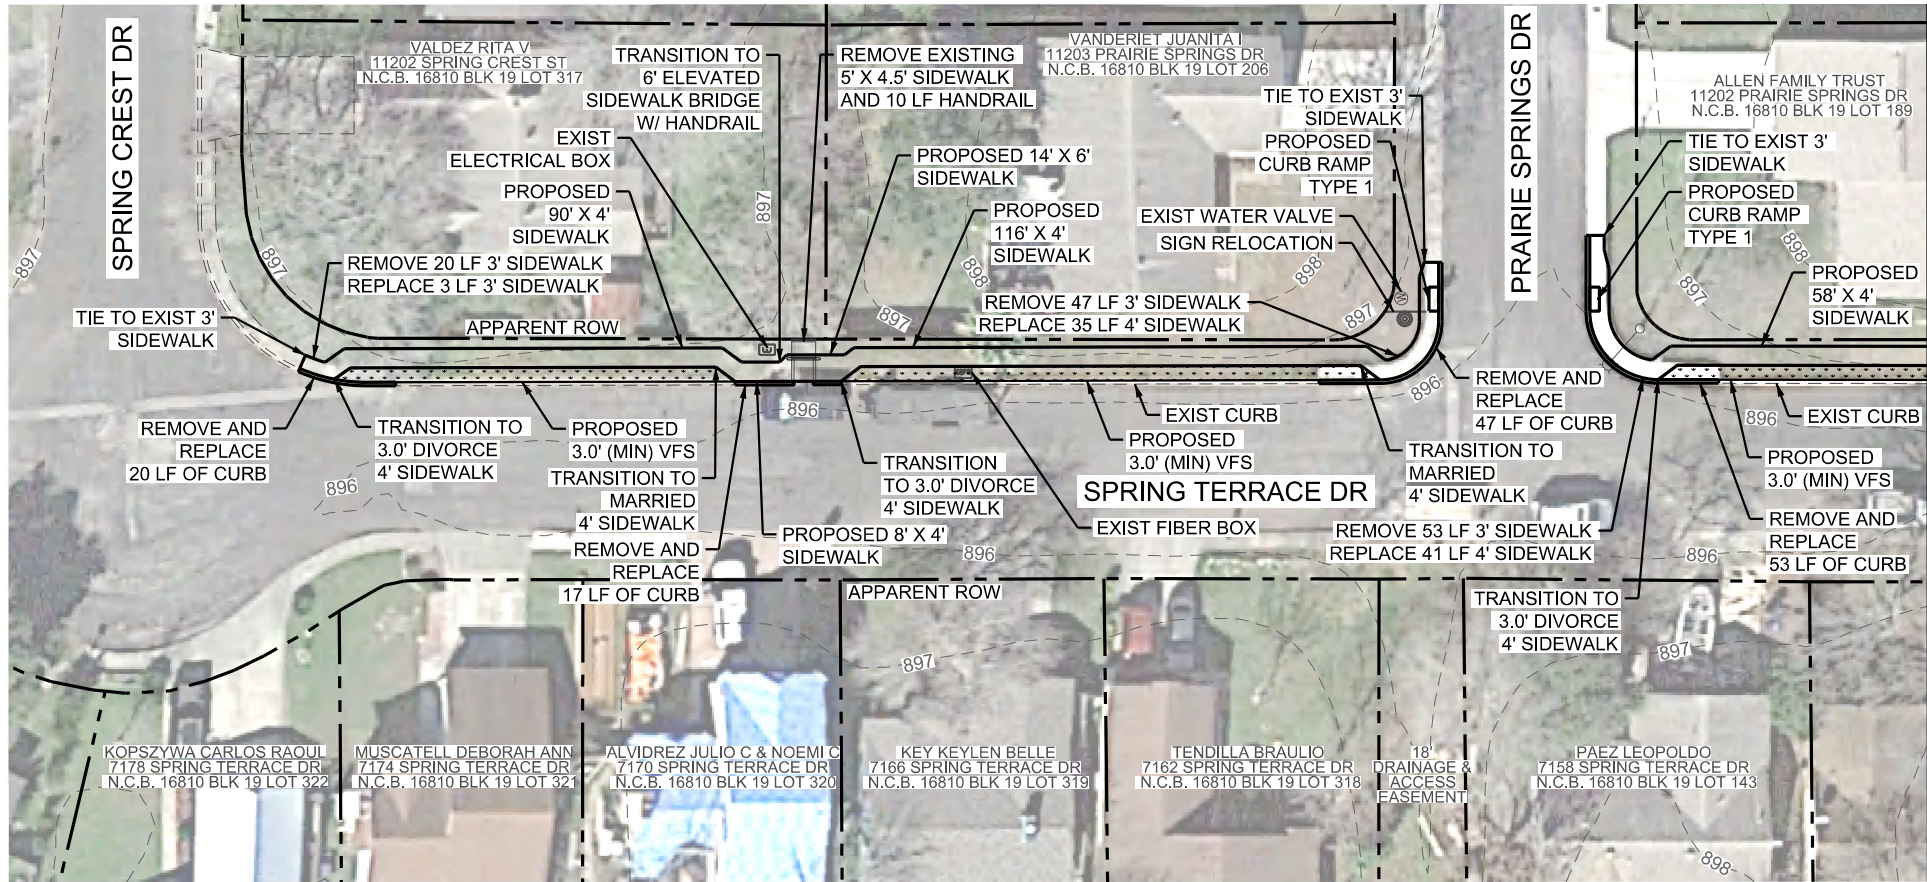 SPRING CREST DR
VALDEZ RITA V
11202 SPRING CREST ST
N.C.B. 16810 BLK 19 LOT 317
TRANSITION TO
6' ELEVATED
SIDEWALK BRIDGE
W/ HANDRAIL
REMOVE EXISTING
5' X 4.5' SIDEWALK
AND 10 LF HANDRAIL
VANDERIET JUANITA I
11203 PRAIRIE SPRINGS DR
N.C.B. 16810 BLK 19 LOT 206
TIE TO EXIST 3'
SIDEWALK
PROPOSED
CURB RAMP
TYPE 1
PRAIRIE SPRINGS DR
ALLEN FAMILY TRUST
11202 PRAIRIE SPRINGS DR
N.C.B. 16810 BLK 19 LOT 189
TIE TO EXIST 3'
SIDEWALK
PROPOSED
CURB RAMP
TYPE 1
EXIST
ELECTRICAL BOX
PROPOSED
90' X 4'
SIDEWALK
PROPOSED 14' X 6'
SIDEWALK
PROPOSED
116' X 4'
SIDEWALK
EXIST WATER VALVE
SIGN RELOCATION
PROPOSED
58' X 4'
SIDEWALK
REMOVE 20 LF 3' SIDEWALK
REPLACE 3 LF 3' SIDEWALK
REMOVE 47 LF 3' SIDEWALK
REPLACE 35 LF 4' SIDEWALK
TIE TO EXIST 3'
SIDEWALK
APPARENT ROW
897
897
897
897
898
898
897
898
897
E
W
896
896
896
REMOVE AND
REPLACE
20 LF OF CURB
TRANSITION TO
3.0' DIVORCE
4' SIDEWALK
PROPOSED
3.0' (MIN) VFS
TRANSITION TO
MARRIED
4' SIDEWALK
REMOVE AND
REPLACE
17 LF OF CURB
PROPOSED 8' X 4'
SIDEWALK
TRANSITION
TO 3.0' DIVORCE
4' SIDEWALK
EXIST CURB
PROPOSED
3.0' (MIN) VFS
SPRING TERRACE DR
EXIST FIBER BOX
REMOVE AND
REPLACE
47 LF OF CURB
TRANSITION TO
MARRIED
4' SIDEWALK
EXIST CURB
PROPOSED
3.0' (MIN) VFS
REMOVE 53 LF 3' SIDEWALK
REPLACE 41 LF 4' SIDEWALK
REMOVE AND
REPLACE
53 LF OF CURB
TRANSITION TO
3.0' DIVORCE
4' SIDEWALK
896
896
896
APPARENT ROW
897
897
KOPSZYWA CARLOS RAOUL
7178 SPRING TERRACE DR
N.C.B. 16810 BLK 19 LOT 322
MUSCATELL DEBORAH ANN
7174 SPRING TERRACE DR
N.C.B. 16810 BLK 19 LOT 321
ALVIDREZ JULIO C & NOEMI C
7170 SPRING TERRACE DR
N.C.B. 16810 BLK 19 LOT 320
KEY KEYLEN BELLE
7166 SPRING TERRACE DR
N.C.B. 16810 BLK 19 LOT 319
TENDILLA BRAULIO
7162 SPRING TERRACE DR
N.C.B. 16810 BLK 19 LOT 318
18'
DRAINAGE &
ACCESS
EASEMENT
PAEZ LEOPOLDO
7158 SPRING TERRACE DR
N.C.B. 16810 BLK 19 LOT 143
898